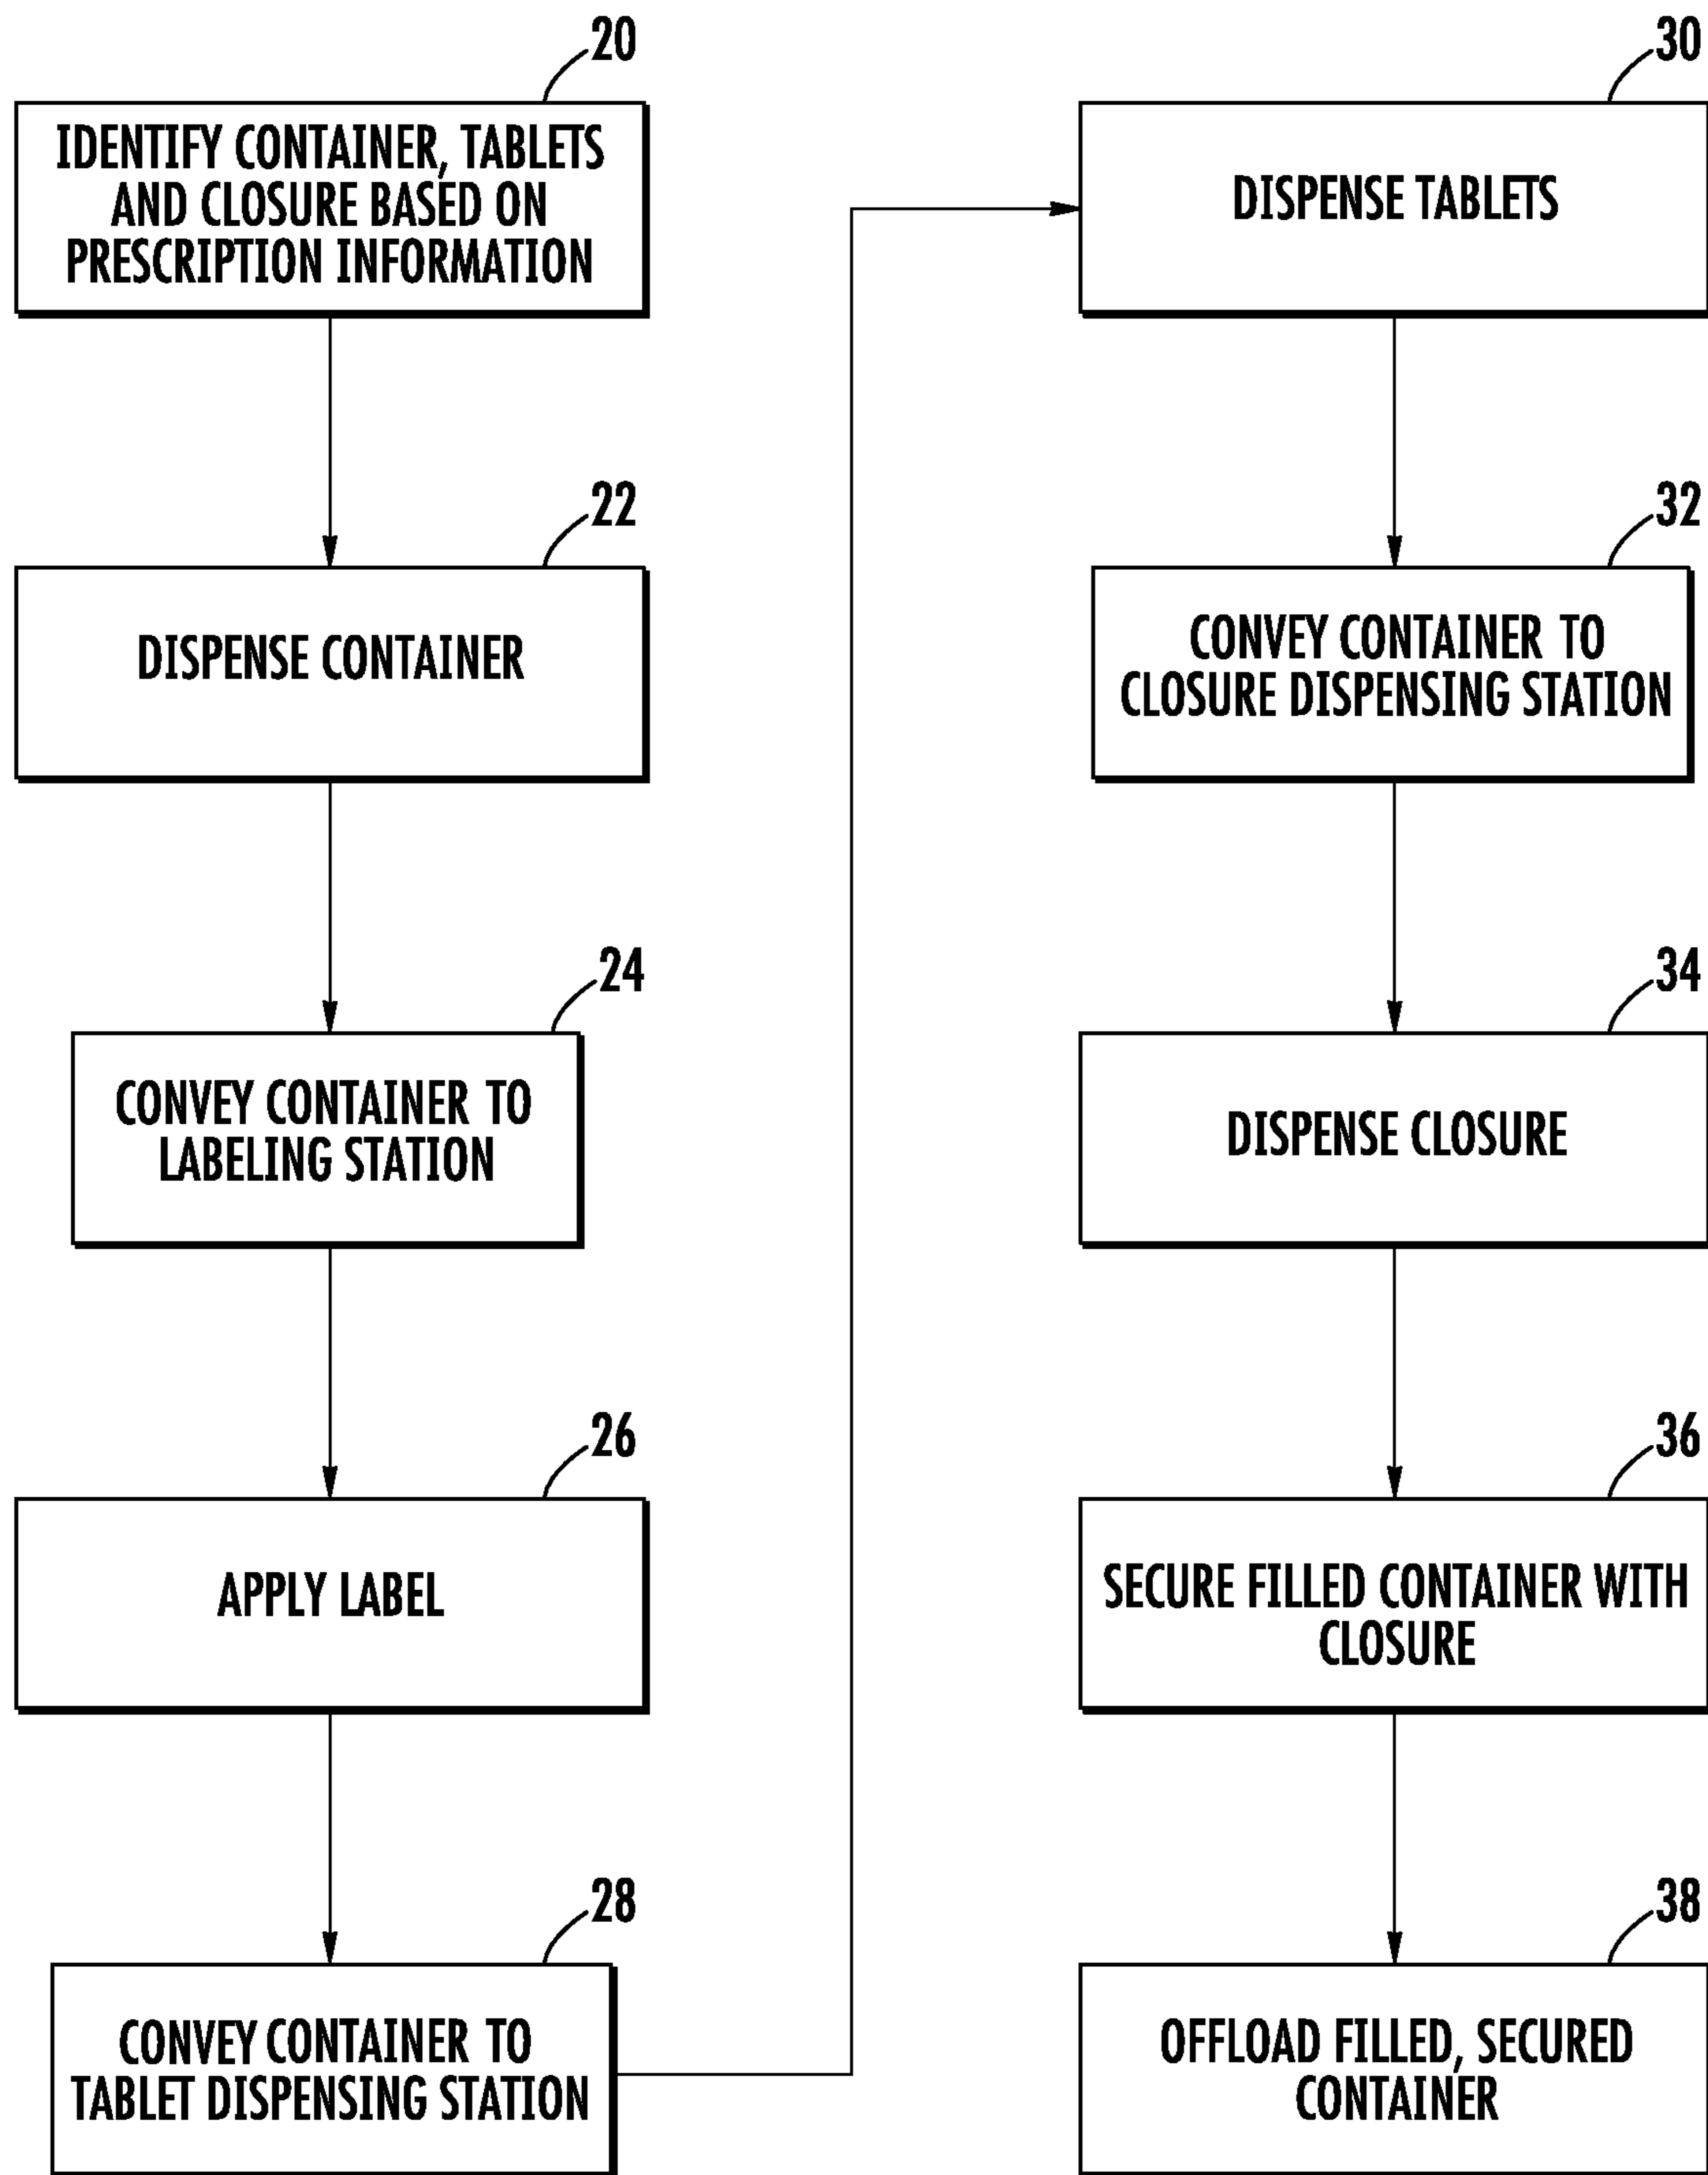 20
IDENTIFY CONTAINER, TABLETS
AND CLOSURE BASED ON
PRESCRIPTION INFORMATION
22
DISPENSE CONTAINER
24
CONVEY CONTAINER TO
LABELING STATION
26
APPLY LABEL
28
CONVEY CONTAINER TO
TABLET DISPENSING STATION
30
DISPENSE TABLETS
32
CONVEY CONTAINER TO
CLOSURE DISPENSING STATION
34
DISPENSE CLOSURE
36
SECURE FILLED CONTAINER WITH
CLOSURE
38
OFFLOAD FILLED, SECURED
CONTAINER